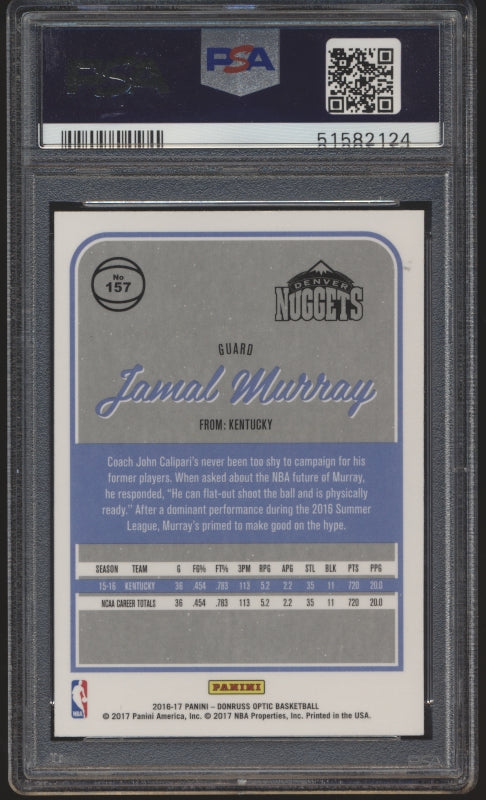 PSA
51582124
No
157
DENVER
NUGGETS
GUARD
Jamal Murray
FROM: KENTUCKY
Coach John Calipari's never been too shy to campaign for his
former players. When asked about the NBA future of Murray,
he responded, "He can flat-out shoot the ball and is physically
ready." After a dominant performance during the 2016 Summer
League, Murray's primed to make good on the hype.
SEASON TEAM G FG% FT% 3PM RPG APG STL BLK PTS PPG
15-16 KENTUCKY 36 .454 .783 113 5.2 2.2 35 11 720 20.0
NCAA CAREER TOTALS 36 .454 .783 113 5.2 2.2 35 11 720 20.0
PANINI
NBA
2016-17 PANINI – DONRUSS OPTIC BASKETBALL
© 2017 Panini America, Inc. © 2017 NBA Properties, Inc. Printed in the USA.